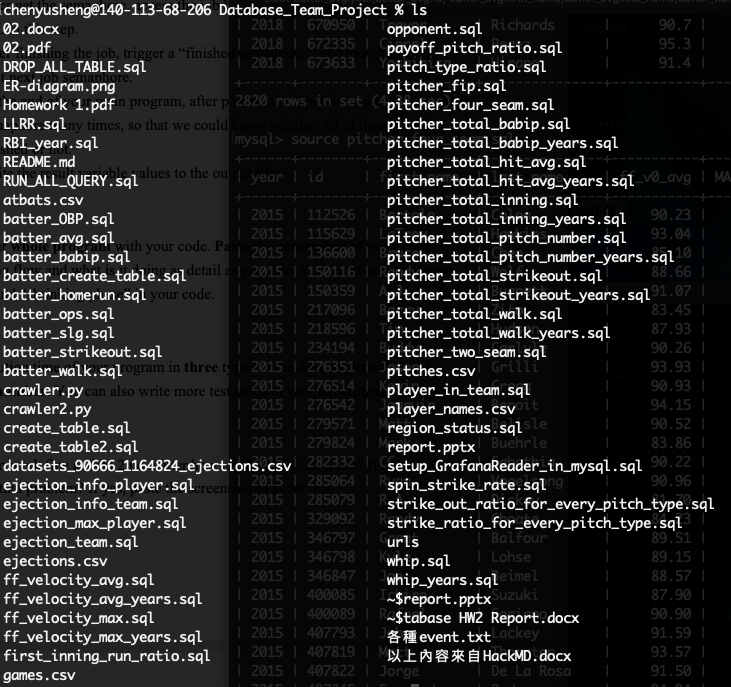 chenyusheng@140-113-68-206 Database_Team_Project % ls
02.docx opponent.sql
02.pdf payoff_pitch_ratio.sql
DROP_ALL_TABLE.sql pitch_type_ratio.sql
ER-diagram.png pitcher_fip.sql
Homework 1.pdf pitcher_four_seam.sql
LLRR.sql pitcher_total_babip.sql
RBI_year.sql pitcher_total_babip_years.sql
README.md pitcher_total_hit_avg.sql
RUN_ALL_QUERY.sql pitcher_total_hit_avg_years.sql
atbats.csv pitcher_total_inning.sql
batter_OBP.sql pitcher_total_inning_years.sql
batter_avg.sql pitcher_total_pitch_number.sql
batter_babip.sql pitcher_total_pitch_number_years.sql
batter_create_table.sql pitcher_total_strikeout.sql
batter_homerun.sql pitcher_total_strikeout_years.sql
batter_ops.sql pitcher_total_walk.sql
batter_slg.sql pitcher_total_walk_years.sql
batter_strikeout.sql pitcher_two_seam.sql
batter_walk.sql pitches.csv
crawler.py player_in_team.sql
crawler2.py player_names.csv
create_table.sql region_status.sql
create_table2.sql report.pptx
datasets_90666_1164824_ejections.csv setup_GrafanaReader_in_mysql.sql
ejection_info_player.sql spin_strike_rate.sql
ejection_info_team.sql strike_out_ratio_for_every_pitch_type.sql
ejection_max_player.sql strike_ratio_for_every_pitch_type.sql
ejection_team.sql urls
ejections.csv whip.sql
ff_velocity_avg.sql whip_years.sql
ff_velocity_avg_years.sql ~$report.pptx
ff_velocity_max.sql ~$tabase HW2 Report.docx
ff_velocity_max_years.sql 各種event.txt
first_inning_run_ratio.sql 以上內容來自HackMD.docx
games.csv